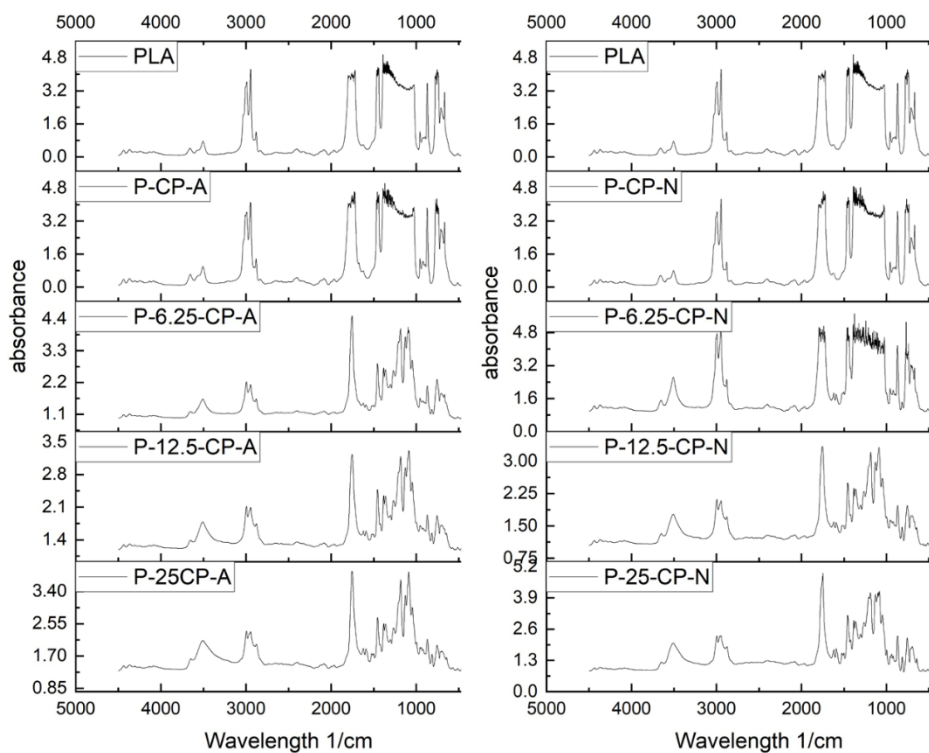 5000 4000 3000 2000 1000
4.8
3.2
1.6
0.0
PLA
4.8
3.2
1.6
0.0
P-CP-A
4.4
3.3
2.2
1.1
P-6.25-CP-A
3.5
2.8
2.1
1.4
P-12.5-CP-A
3.40
2.55
1.70
0.85
P-25CP-A
absorbance
5000 4000 3000 2000 1000
Wavelength 1/cm
5000 4000 3000 2000 1000
4.8
3.2
1.6
0.0
PLA
4.8
3.2
1.6
0.0
P-CP-N
4.8
3.2
1.6
0.0
P-6.25-CP-N
3.00
2.25
1.50
0.75
P-12.5-CP-N
5.2
3.9
2.6
1.3
0.0
P-25-CP-N
absorbance
5000 4000 3000 2000 1000
Wavelength 1/cm